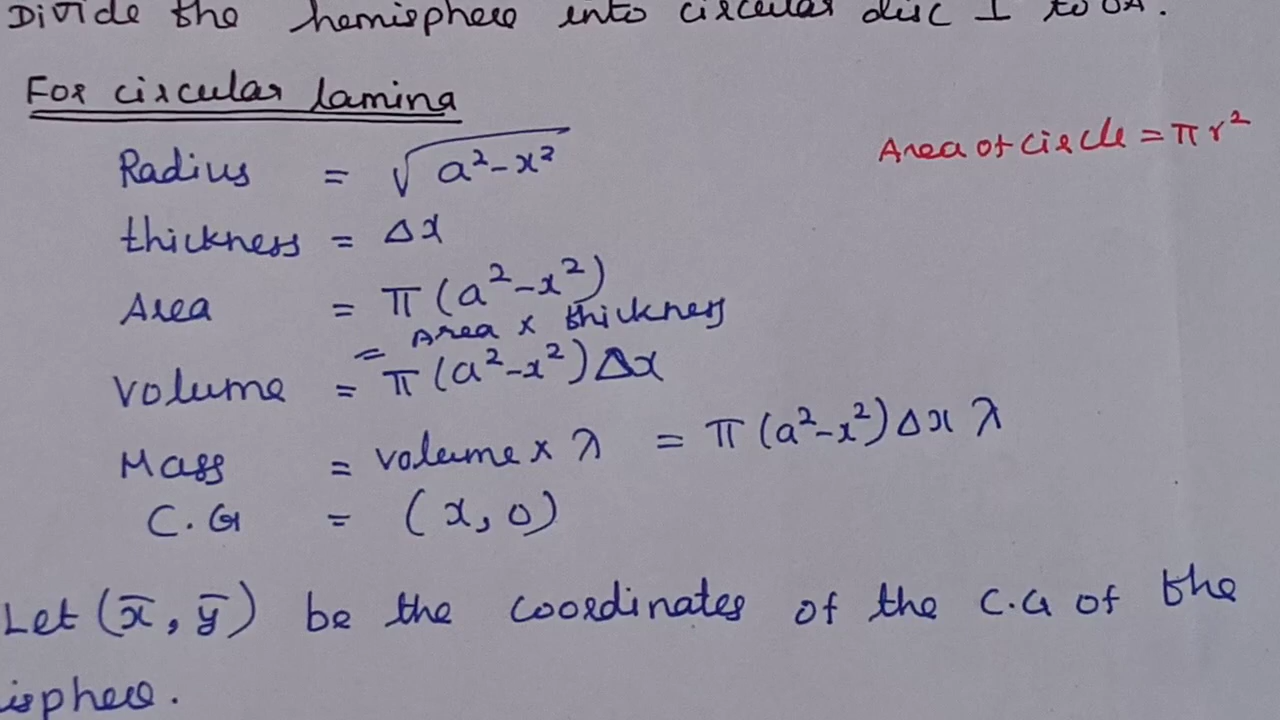 Divide the hemisphere into circular disc ⊥ to OA.
For circular lamina
Area of circle = πr²
Radius = √a²-x²
thickness = Δx
Area = π(a²-x²)
= Area × thickness
Volume = π(a²-x²)Δx
Mass = volume × λ = π(a²-x²)Δx λ
C.G = (x, 0)
Let (x̄, ȳ) be the coordinates of the C.G of the
isphere.